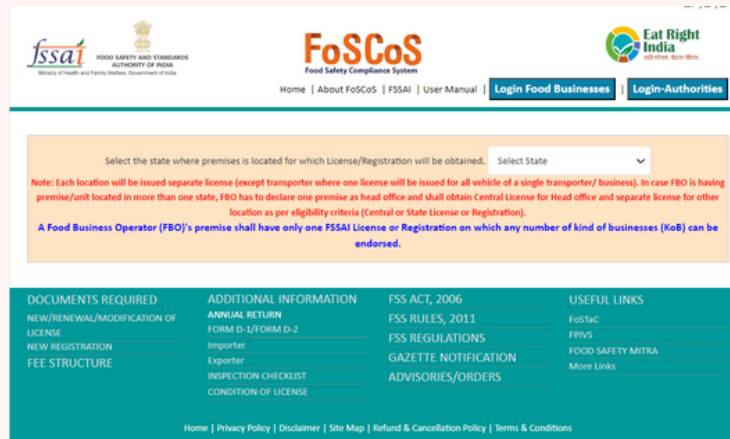 fssai
FOOD SAFETY AND STANDARDS
AUTHORITY OF INDIA
Ministry of Health and Family Welfare, Government of India
FoSCoS
Food Safety Compliance System
Eat Right
India
Home | About FoSCoS | FSSAI | User Manual | Login Food Businesses | Login-Authorities
Select the state where premises is located for which License/Registration will be obtained. Select State
Note: Each location will be issued separate license (except transporter where one license will be issued for all vehicle of a single transporter/ business). In case FBO is having
premise/unit located in more than one state, FBO has to declare one premise as head office and shall obtain Central License for Head office and separate license for other
location as per eligibility criteria (Central or State License or Registration).
A Food Business Operator (FBO)'s premise shall have only one FSSAI License or Registration on which any number of kind of businesses (KoB) can be
endorsed.
DOCUMENTS REQUIRED
NEW/RENEWAL/MODIFICATION OF
LICENSE
NEW REGISTRATION
FEE STRUCTURE
ADDITIONAL INFORMATION
ANNUAL RETURN
FORM D-1/FORM D-2
Importer
Exporter
INSPECTION CHECKLIST
CONDITION OF LICENSE
FSS ACT, 2006
FSS RULES, 2011
FSS REGULATIONS
GAZETTE NOTIFICATION
ADVISORIES/ORDERS
USEFUL LINKS
FoSTaC
FPIVS
FOOD SAFETY MITRA
More Links
Home | Privacy Policy | Disclaimer | Site Map | Refund & Cancellation Policy | Terms & Conditions